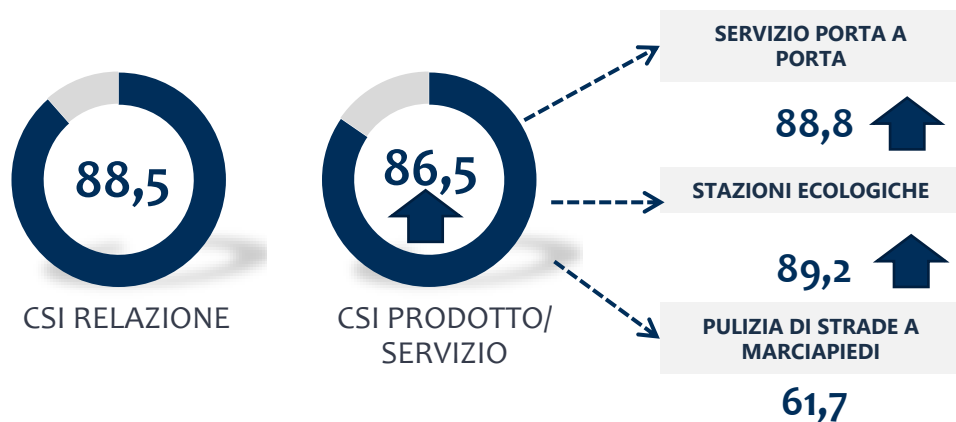 88,5
CSI RELAZIONE
86,5
CSI PRODOTTO/
SERVIZIO
SERVIZIO PORTA A
PORTA
88,8
STAZIONI ECOLOGICHE
89,2
PULIZIA DI STRADE A
MARCIAPIEDI
61,7